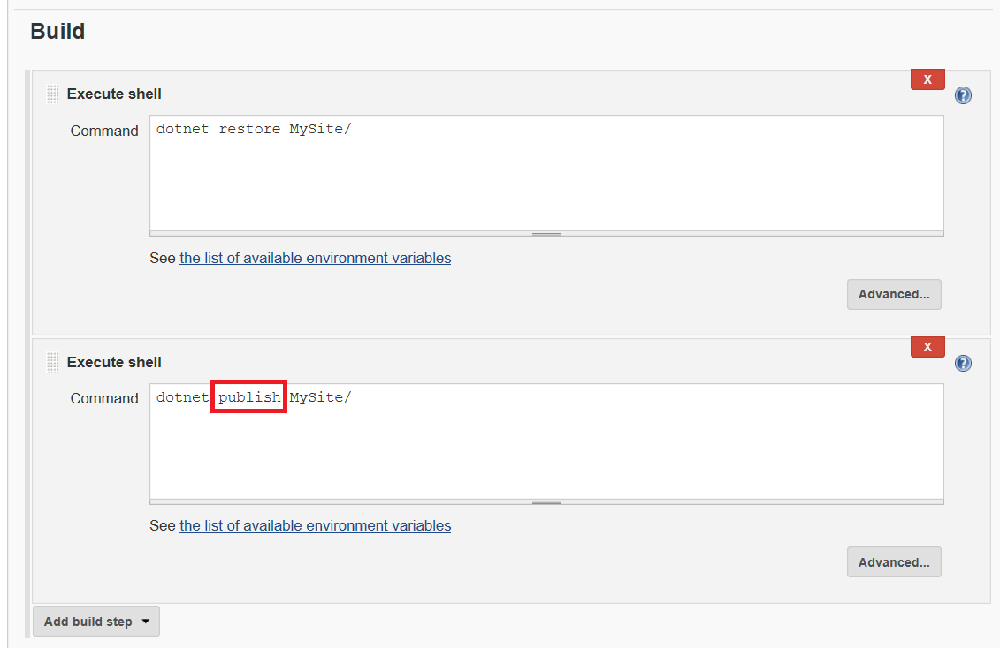 Build
X
Execute shell
?
Command
dotnet restore MySite/
See the list of available environment variables
Advanced...
X
Execute shell
?
Command
dotnet publish MySite/
See the list of available environment variables
Advanced...
Add build step